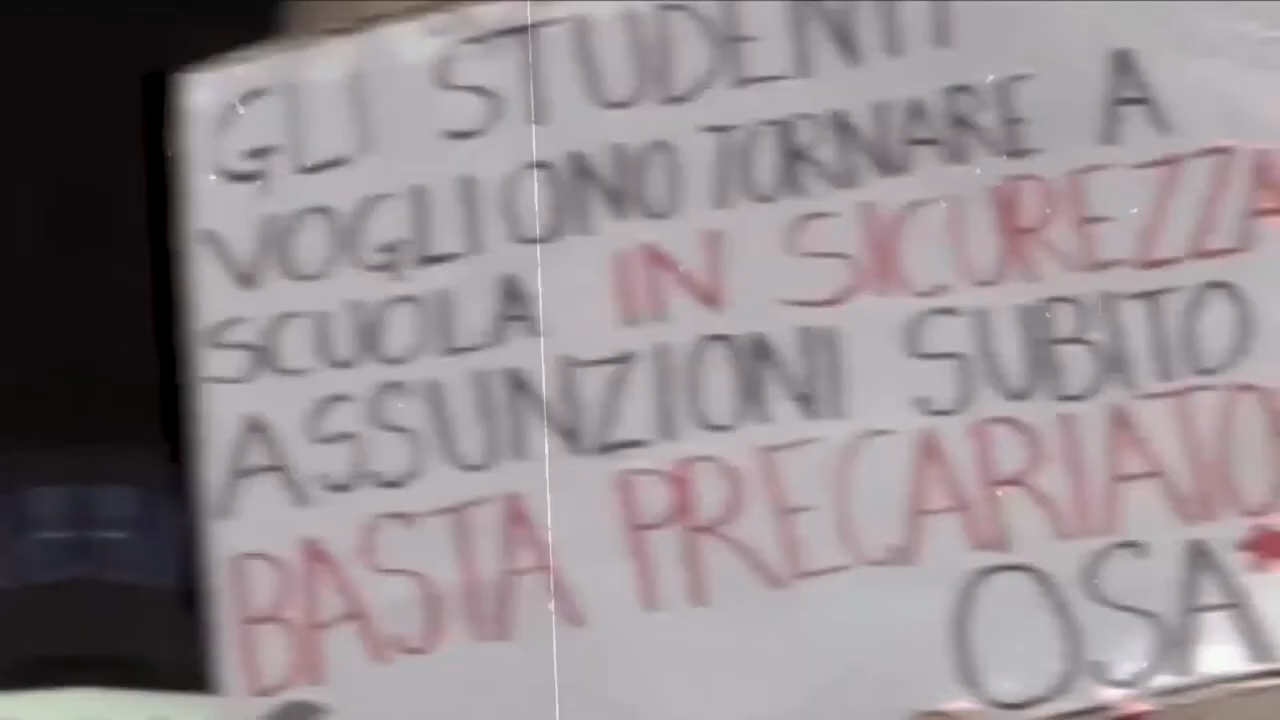 GLI STUDENTI
VOGLIONO TORNARE A
SCUOLA IN SICUREZZA
ASSUNZIONI SUBITO
BASTA PRECARIATO
OSA